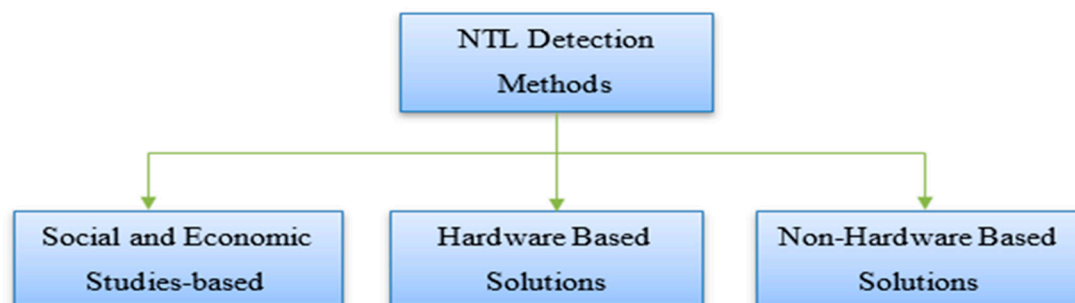 NTL Detection
Methods
Social and Economic
Studies-based
Hardware Based
Solutions
Non-Hardware Based
Solutions